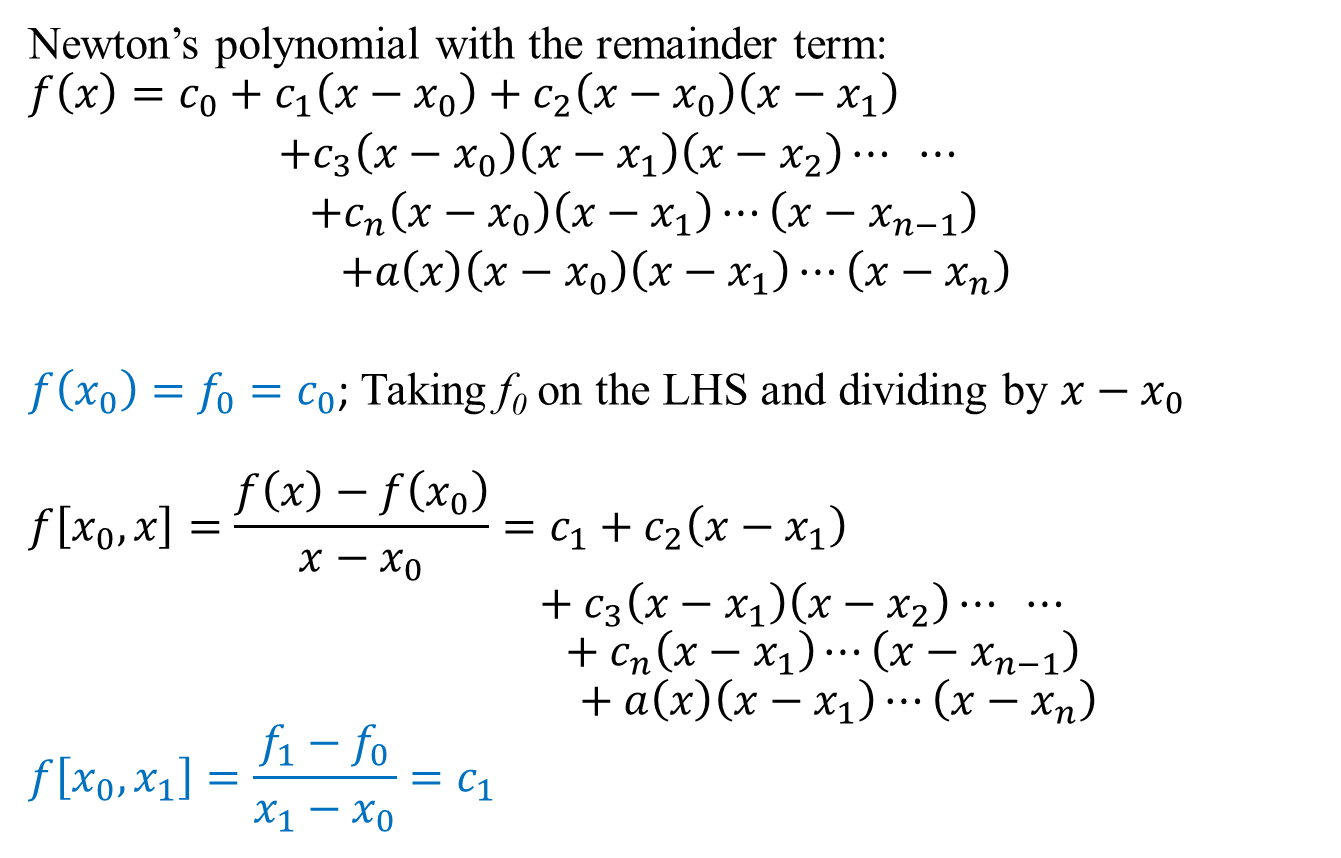 Newton’s polynomial with the remainder term:
f(x) = c₀ + c₁(x − x₀) + c₂(x − x₀)(x − x₁)
+c₃(x − x₀)(x − x₁)(x − x₂) ⋯ ⋯
+cₙ(x − x₀)(x − x₁) ⋯ (x − xₙ₋₁)
+a(x)(x − x₀)(x − x₁) ⋯ (x − xₙ)
f(x₀) = f₀ = c₀; Taking f₀ on the LHS and dividing by x − x₀
f[x₀, x] = (f(x) − f(x₀))/(x − x₀) = c₁ + c₂(x − x₁)
+ c₃(x − x₁)(x − x₂) ⋯ ⋯
+ cₙ(x − x₁) ⋯ (x − xₙ₋₁)
+ a(x)(x − x₁) ⋯ (x − xₙ)
f[x₀, x₁] = (f₁ − f₀)/(x₁ − x₀) = c₁